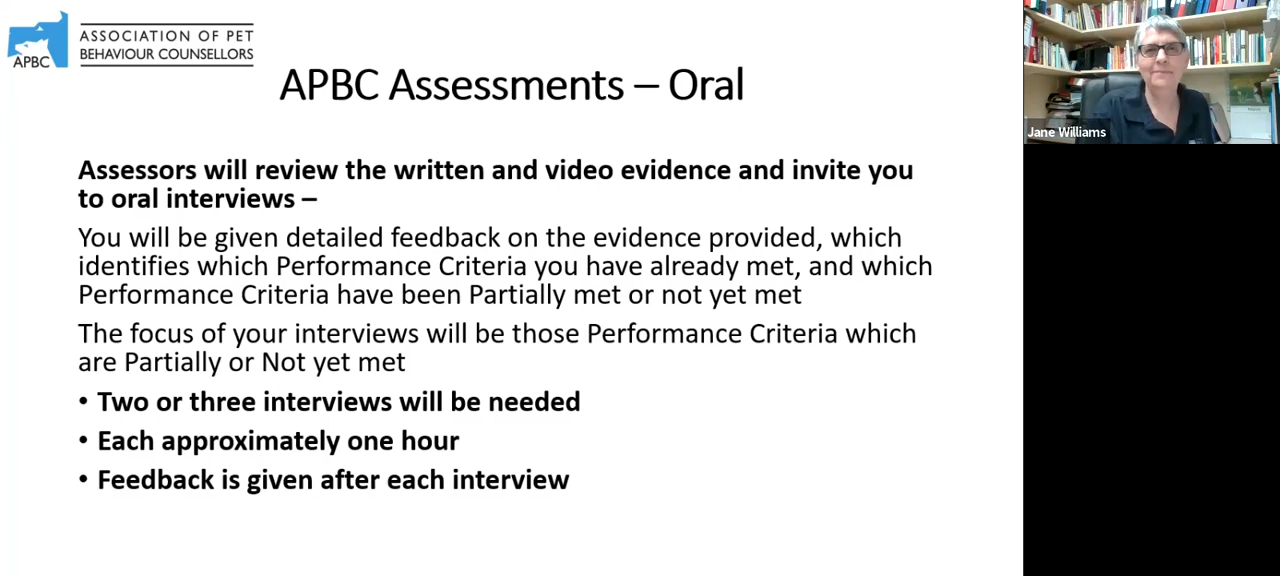 ASSOCIATION OF PET
BEHAVIOUR COUNSELLORS
APBC
APBC Assessments – Oral
Assessors will review the written and video evidence and invite you
to oral interviews –
You will be given detailed feedback on the evidence provided, which
identifies which Performance Criteria you have already met, and which
Performance Criteria have been Partially met or not yet met
The focus of your interviews will be those Performance Criteria which
are Partially or Not yet met
• Two or three interviews will be needed
• Each approximately one hour
• Feedback is given after each interview
Jane Williams